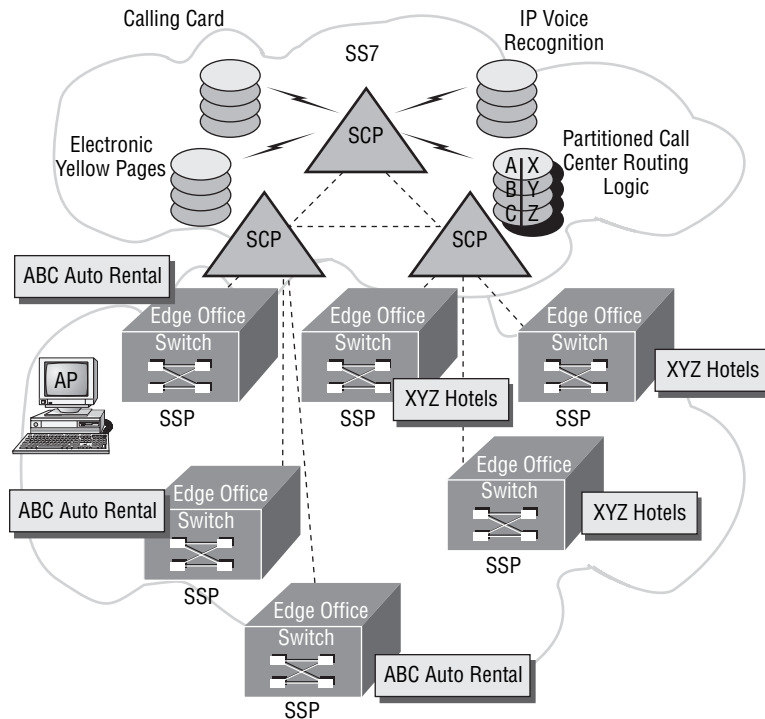 Calling Card
IP Voice
Recognition
SS7
SCP
Electronic
Yellow Pages
Partitioned Call
Center Routing
Logic
A X
B Y
C Z
SCP
SCP
ABC Auto Rental
Edge Office
Switch
SSP
Edge Office
Switch
SSP
XYZ Hotels
Edge Office
Switch
SSP
XYZ Hotels
AP
ABC Auto Rental
Edge Office
Switch
SSP
Edge Office
Switch
SSP
XYZ Hotels
Edge Office
Switch
SSP
ABC Auto Rental